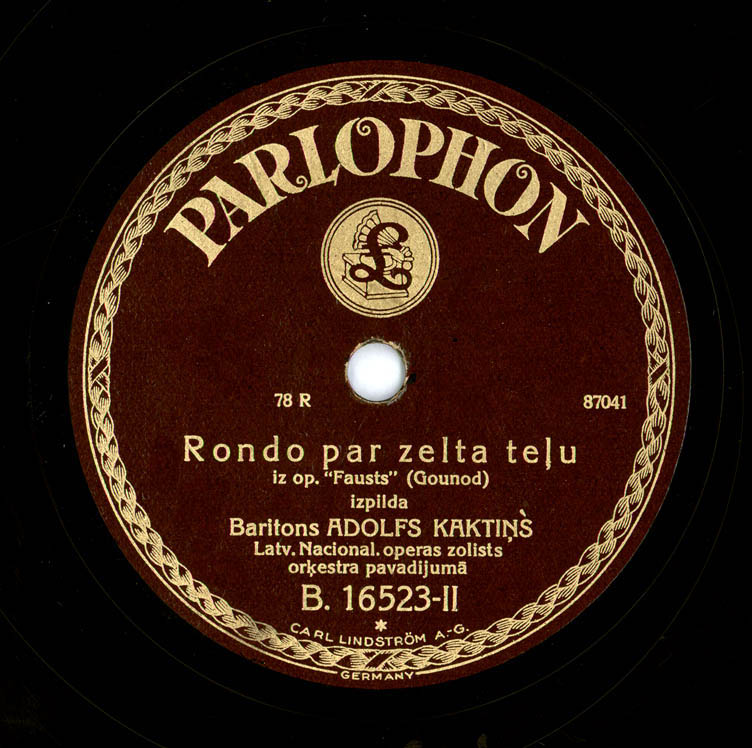 PARLOPHON
£
78 R
87041
Rondo par zelta teļu
iz op. "Fausts" (Gounod)
izpilda
Baritons ADOLFS KAKTIŅŠ
Latv. Nacional. operas zolists
orķestra pavadijumā
B. 16523-II
*
CARL LINDSTRÖM A.-G.
GERMANY